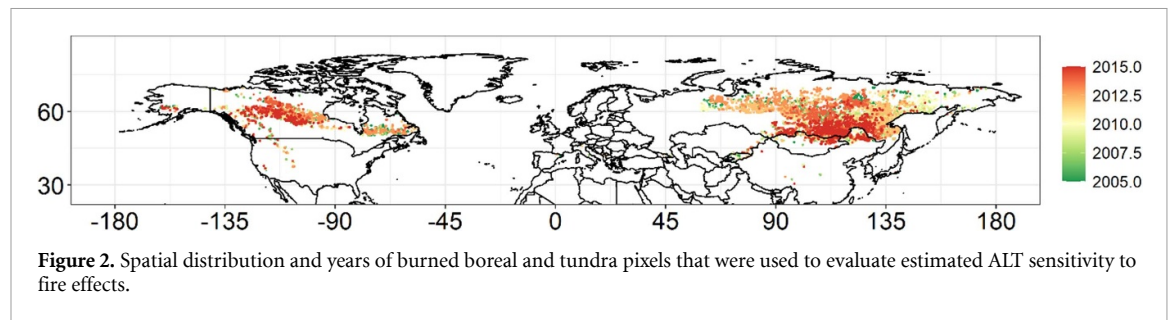 60
30
-180 -135 -90 -45 0 45 90 135 180
2015.0
2012.5
2010.0
2007.5
2005.0
Figure 2. Spatial distribution and years of burned boreal and tundra pixels that were used to evaluate estimated ALT sensitivity to
fire effects.